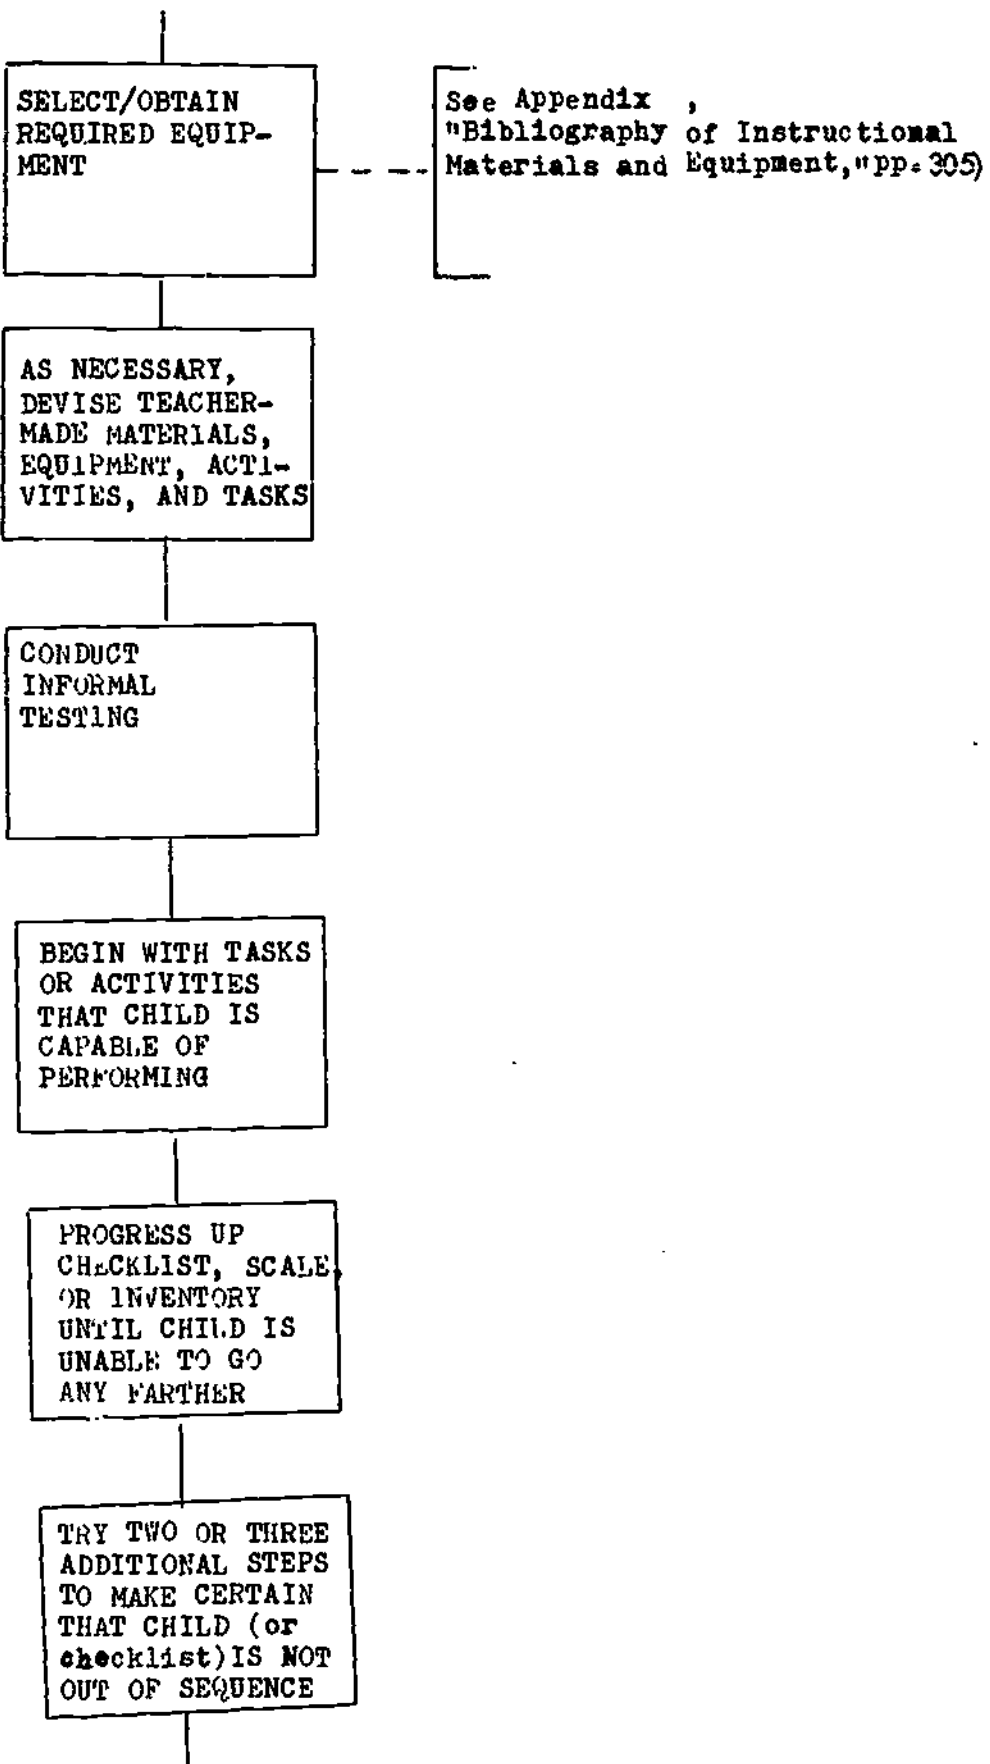 SELECT/OBTAIN
REQUIRED EQUIP-
MENT
See Appendix ,
"Bibliography of Instructional
Materials and Equipment," pp. 305)
AS NECESSARY,
DEVISE TEACHER-
MADE MATERIALS,
EQUIPMENT, ACTI-
VITIES, AND TASKS
CONDUCT
INFORMAL
TESTING
BEGIN WITH TASKS
OR ACTIVITIES
THAT CHILD IS
CAPABLE OF
PERFORMING
PROGRESS UP
CHECKLIST, SCALE,
OR INVENTORY
UNTIL CHILD IS
UNABLE TO GO
ANY FARTHER
TRY TWO OR THREE
ADDITIONAL STEPS
TO MAKE CERTAIN
THAT CHILD (or
checklist) IS NOT
OUT OF SEQUENCE